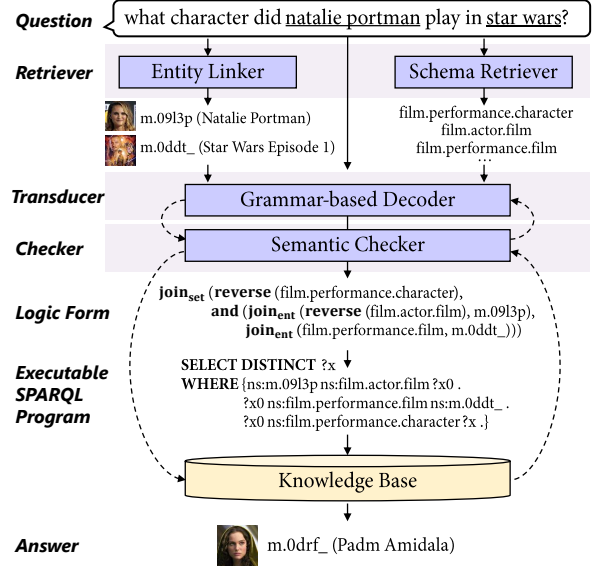 Question
what character did natalie portman play in star wars?
Retriever
Entity Linker
Schema Retriever
m.09l3p (Natalie Portman)
m.0ddt_ (Star Wars Episode 1)
film.performance.character
film.actor.film
film.performance.film
...
Transducer
Grammar-based Decoder
Checker
Semantic Checker
Logic Form
join_set (reverse (film.performance.character),
and (join_ent (reverse (film.actor.film), m.09l3p),
join_ent (film.performance.film, m.0ddt_)))
Executable
SPARQL
Program
SELECT DISTINCT ?x
WHERE {ns:m.09l3p ns:film.actor.film ?x0 .
?x0 ns:film.performance.film ns:m.0ddt_ .
?x0 ns:film.performance.character ?x .}
Knowledge Base
Answer
m.0drf_ (Padm Amidala)